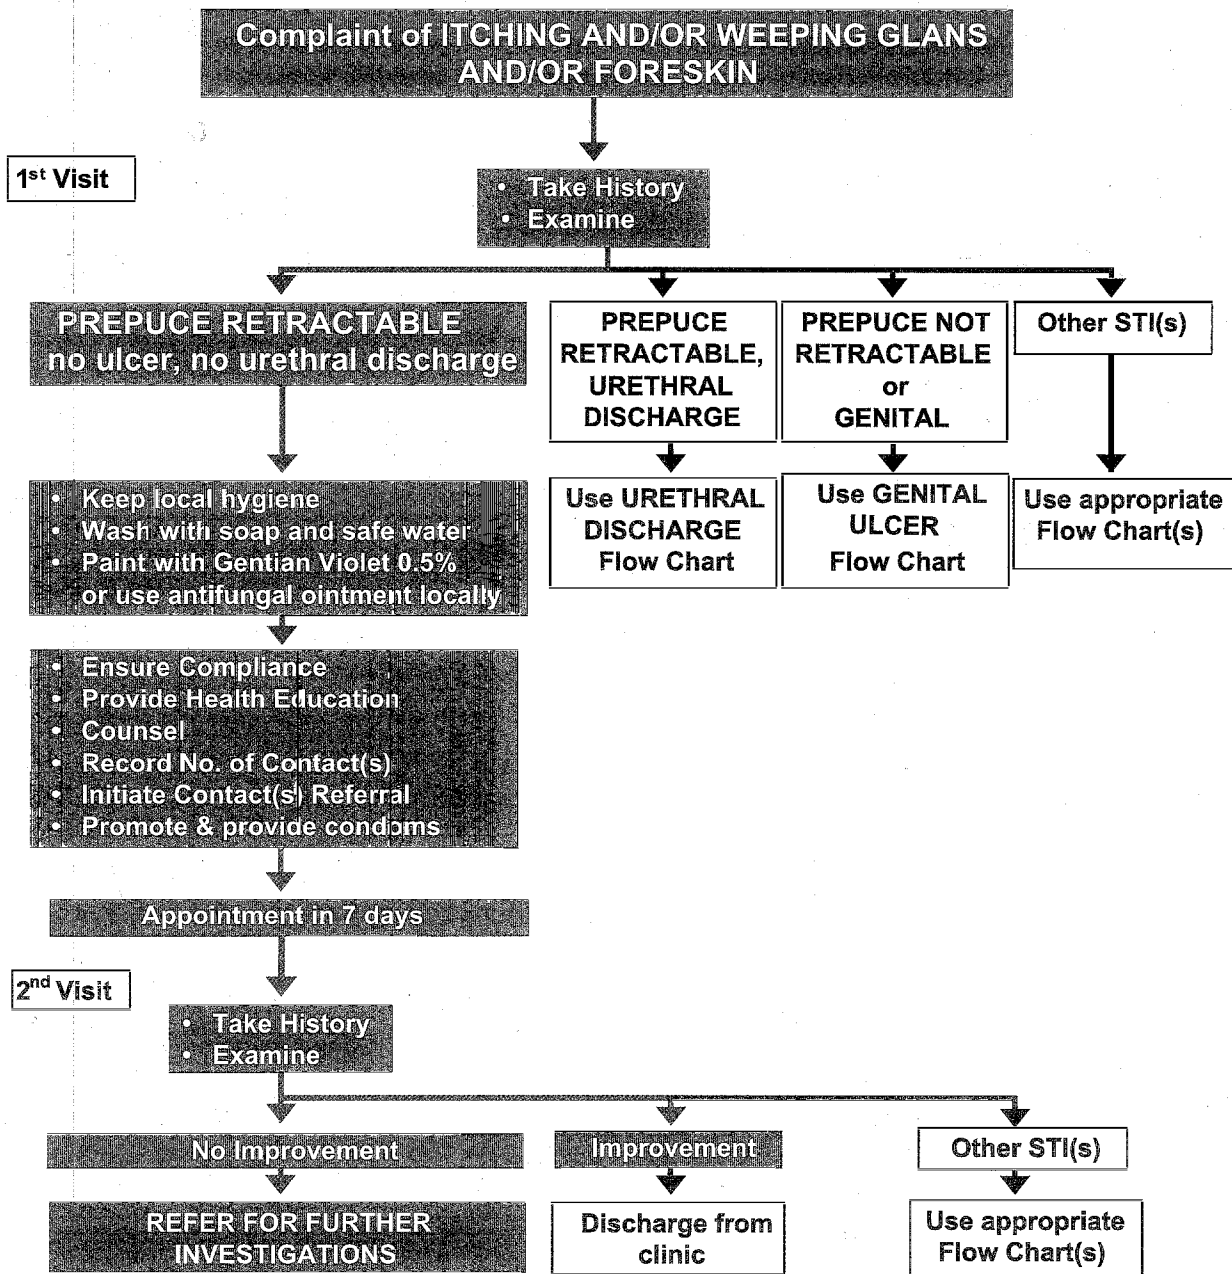 Complaint of ITCHING AND/OR WEEPING GLANS
AND/OR FORESKIN
1st Visit
• Take History
• Examine
PREPUCE RETRACTABLE
no ulcer, no urethral discharge
PREPUCE
RETRACTABLE,
URETHRAL
DISCHARGE
PREPUCE NOT
RETRACTABLE
or
GENITAL
Other STI(s)
• Keep local hygiene
• Wash with soap and safe water
• Paint with Gentian Violet 0.5%
or use antifungal ointment locally
Use URETHRAL
DISCHARGE
Flow Chart
Use GENITAL
ULCER
Flow Chart
Use appropriate
Flow Chart(s)
• Ensure Compliance
• Provide Health Education
• Counsel
• Record No. of Contact(s)
• Initiate Contact(s) Referral
• Promote & provide condoms
Appointment in 7 days
2nd Visit
• Take History
• Examine
No Improvement
Improvement
Other STI(s)
REFER FOR FURTHER
INVESTIGATIONS
Discharge from
clinic
Use appropriate
Flow Chart(s)